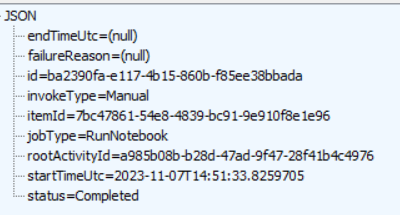 JSON
endTimeUtc=(null)
failureReason=(null)
id=ba2390fa-e117-4b15-860b-f85ee38bbada
invokeType=Manual
itemId=7bc47861-54e8-4839-bc91-9e910f8e1e96
jobType=RunNotebook
rootActivityId=a985b08b-b28d-47ad-9f47-28f41b4c4976
startTimeUtc=2023-11-07T14:51:33.8259705
status=Completed